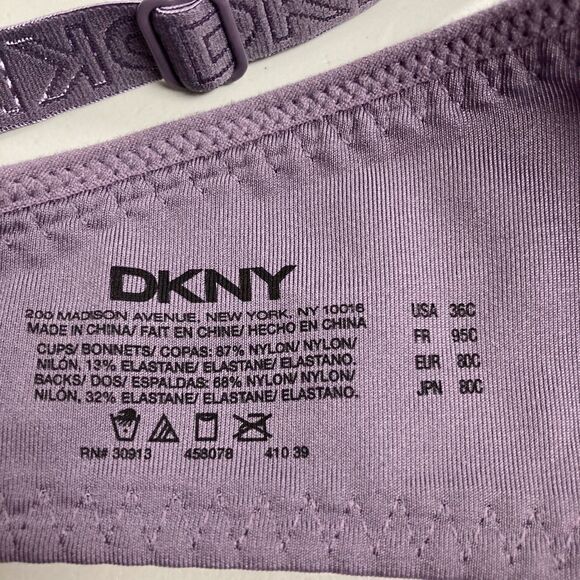 DKNY
DKNY
200 MADISON AVENUE, NEW YORK, NY 10016
MADE IN CHINA/ FAIT EN CHINE/ HECHO EN CHINA
CUPS/ BONNETS/ COPAS: 87% NYLON/ NYLON/
NILÓN, 13% ELASTANE/ ELASTANE/ ELASTANO.
BACKS/ DOS/ ESPALDAS: 68% NYLON/ NYLON/
NILÓN, 32% ELASTANE/ ELASTANE/ ELASTANO.
RN# 30913 458078 410 39
USA 36C
FR 95C
EUR 80C
JPN 80C